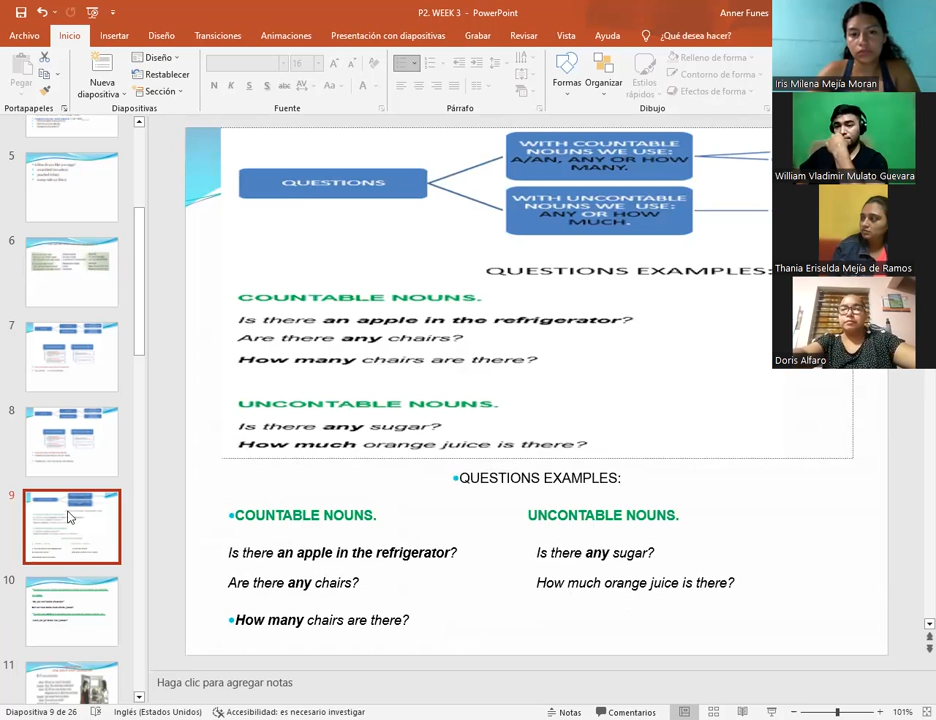 P2. WEEK 3 - PowerPoint
Anner Funes
Archivo
Inicio
Insertar
Diseño
Transiciones
Animaciones
Presentación con diapositivas
Grabar
Revisar
Vista
Ayuda
¿Qué desea hacer?
Pegar
Nueva
diapositiva
Diseño
Restablecer
Sección
16
N
K
S
S
abc
AV
Aa
A
Formas
Organizar
Estilos
rápidos
Relleno de forma
Contorno de forma
Efectos de forma
Portapapeles
Diapositivas
Fuente
Párrafo
Dibujo
Iris Milena Mejía Moran
William Vladimir Mulato Guevara
Thania Eriselda Mejía de Ramos
Doris Alfaro
5
6
7
8
9
10
11
QUESTIONS
WITH COUNTABLE
NOUNS WE USE:
A/AN, ANY OR HOW
MANY.
WITH UNCOUNTABLE
NOUNS WE USE:
ANY OR HOW
MUCH.
QUESTIONS EXAMPLES:
COUNTABLE NOUNS.
Is there an apple in the refrigerator?
Are there any chairs?
How many chairs are there?
UNCOUNTABLE NOUNS.
Is there any sugar?
How much orange juice is there?
•QUESTIONS EXAMPLES:
•COUNTABLE NOUNS.
Is there an apple in the refrigerator?
Are there any chairs?
•How many chairs are there?
UNCONTABLE NOUNS.
Is there any sugar?
How much orange juice is there?
Haga clic para agregar notas
Diapositiva 9 de 26
Inglés (Estados Unidos)
Accesibilidad: es necesario investigar
Notas
Comentarios
101%